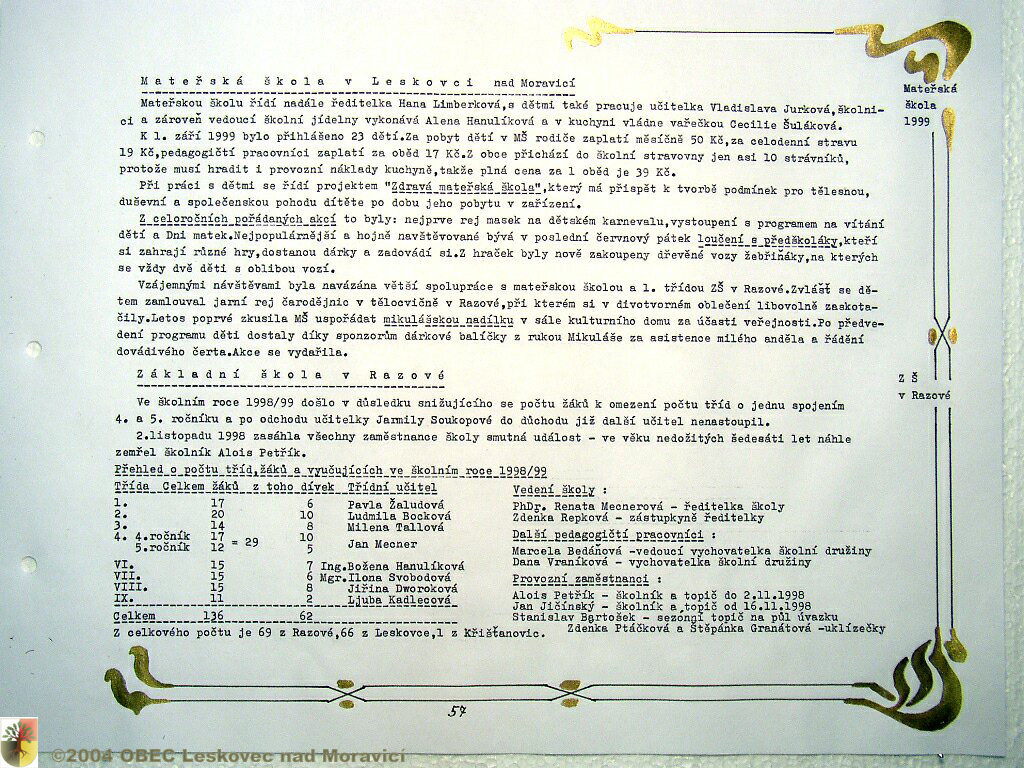 Mateřská škola v Leskovci nad Moravicí
Mateřská
škola
1999
Mateřskou školu řídí nadále ředitelka Hana Limberková,s dětmi také pracuje učitelka Vladislava Jurková,školni-
cí a zároveň vedoucí školní jídelny vykonává Alena Hanulíková a v kuchyni vládne vařečkou Cecilie Šuláková.
K 1. září 1999 bylo přihlášeno 23 dětí.Za pobyt dětí v MŠ rodiče zaplatí měsíčně 50 Kč,za celodenní stravu
19 Kč,pedagogičtí pracovníci zaplatí za oběd 17 Kč.Z obce přichází do školní stravovny jen asi 10 strávníků,
protože musí hradit i provozní náklady kuchyně,takže plná cena za 1 oběd je 39 Kč.
Při práci s dětmi se řídí projektem "Zdravá mateřská škola",který má přispět k tvorbě podmínek pro tělesnou,
duševní a společenskou pohodu dítěte po dobu jeho pobytu v zařízení.
Z celoročních pořádaných akcí to byly: nejprve rej masek na dětském karnevalu,vystoupení s programem na vítání
dětí a Dni matek.Nejpopulárnější a hojně navštěvované bývá v poslední červnový pátek loučení s předškoláky,kteří
si zahrají různé hry,dostanou dárky a zadovádí si.Z hraček byly nově zakoupeny dřevěné vozy žebřiňáky,na kterých
se vždy dvě děti s oblibou vozí.
Vzájemnými návštěvami byla navázána větší spolupráce s mateřskou školou a 1. třídou ZŠ v Razové.Zvlášť se dě-
tem zamlouval jarní rej čarodějnic v tělocvičně v Razové,při kterém si v divotvorném oblečení libovolně zaskota-
čily.Letos poprvé zkusila MŠ uspořádat mikulášskou nadílku v sále kulturního domu za účasti veřejnosti.Po předve-
dení programu děti dostaly díky sponzorům dárkové balíčky z rukou Mikuláše za asistence milého anděla a řádění
dovádivého čerta.Akce se vydařila.
Základní škola v Razové
Z Š
v Razové
Ve školním roce 1998/99 došlo v důsledku snižujícího se počtu žáků k omezení počtu tříd o jednu spojením
4. a 5. ročníku a po odchodu učitelky Jarmily Soukopové do důchodu již další učitel nenastoupil.
2.listopadu 1998 zasáhla všechny zaměstnance školy smutná událost - ve věku nedožitých šedesáti let náhle
zemřel školník Alois Petřík.
Přehled o počtu tříd,žáků a vyučujících ve školním roce 1998/99
Třída Celkem žáků z toho dívek Třídní učitel
1. 17 6 Pavla Žaludová
2. 20 10 Ludmila Bocková
3. 14 8 Milena Tallová
4. 4.ročník 17 = 29 10 Jan Mecner
5.ročník 12 5
VI. 15 7 Ing.Božena Hanulíková
VII. 15 6 Mgr.Ilona Svobodová
VIII. 15 8 Jiřina Dworoková
IX. 11 2 Ljuba Kadlecová
Celkem 136 62
Z celkového počtu je 69 z Razové,66 z Leskovce,1 z Křišťanovic.
Vedení školy :
PhDr. Renata Mecnerová - ředitelka školy
Zdenka Repková - zástupkyně ředitelky
Další pedagogičtí pracovníci :
Marcela Bedáňová -vedoucí vychovatelka školní družiny
Dana Vraníková - vychovatelka školní družiny
Provozní zaměstnanci :
Alois Petřík - školník a topič do 2.11.1998
Jan Jičínský - školník a topič od 16.11.1998
Stanislav Bartošek - sezonní topič na půl úvazku
Zdenka Ptáčková a Štěpánka Granátová -uklízečky
57
©2004 OBEC Leskovec nad Moravicí